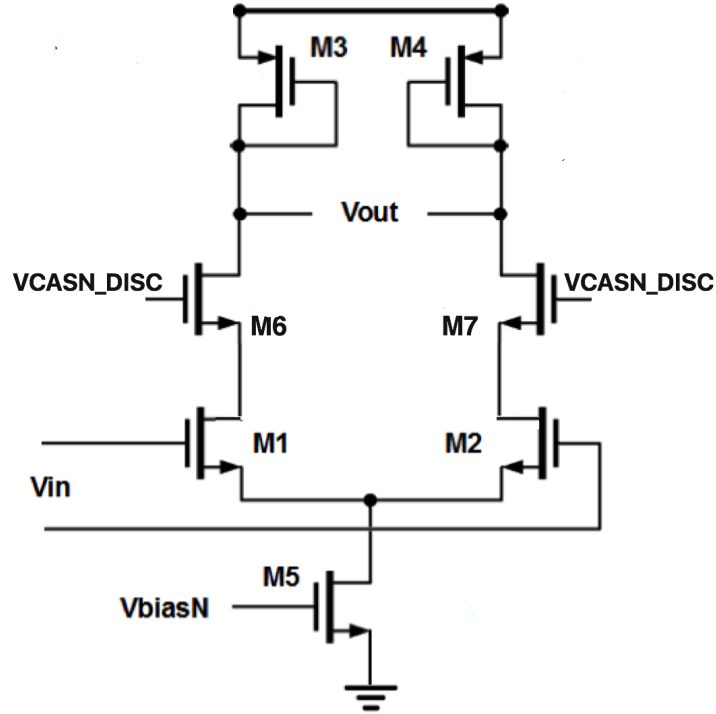 M3 M4
Vout
VCASN_DISC VCASN_DISC
M6 M7
M1 M2
Vin
M5
VbiasN